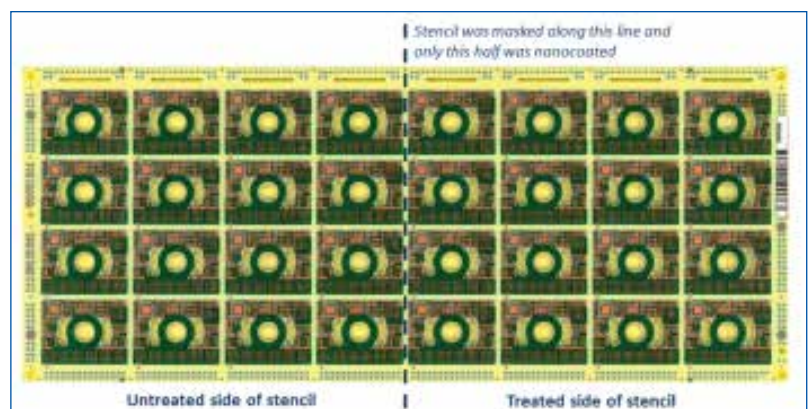 Stencil was masked along this line and
only this half was nanocoated
Untreated side of stencil
Treated side of stencil